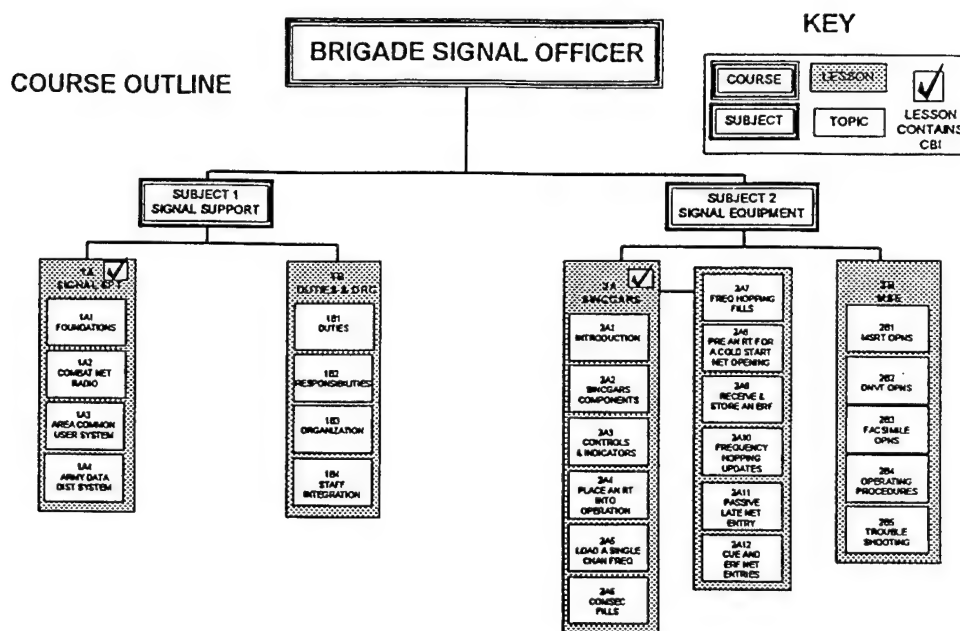 BRIGADE SIGNAL OFFICER
COURSE OUTLINE
KEY
COURSE
LESSON
SUBJECT
TOPIC
LESSON
CONTAINS
CBI
SUBJECT 1
SIGNAL SUPPORT
SUBJECT 2
SIGNAL EQUIPMENT
1A
SIGNAL
1A1
FOUNDATIONS
1A2
COMBAT NET
RADIO
1A3
AREA COMMON
USER SYSTEM
1A4
ARMY DATA
DIST SYSTEM
1B
DUTIES & ORG
1B1
DUTIES
1B2
RESPONSIBILITIES
1B3
ORGANIZATION
1B4
STAFF
INTEGRATION
2A
SINCGARS
2A1
INTRODUCTION
2A2
SINCGARS
COMPONENTS
2A3
CONTROLS
& INDICATORS
2A4
PLACE AN RT
INTO
OPERATION
2A5
LOAD A SINGLE
CHAN FREQ
2A6
COMSEC
FILLS
2A7
FREQ HOPPING
FILLS
PRE AN RT FOR
A COLD START
NET OPENING
RECEIVE &
STORE AN ERF
2A10
FREQUENCY
HOPPING
UPDATES
2A11
PASSIVE
LATE NET
ENTRY
2A12
CUE AND
ERF NET
ENTRIES
2B
MSE
2B1
MSRT OPNS
2B2
DNVT OPNS
2B3
FACSIMILE
OPNS
2B4
OPERATING
PROCEDURES
2B5
TROUBLE
SHOOTING